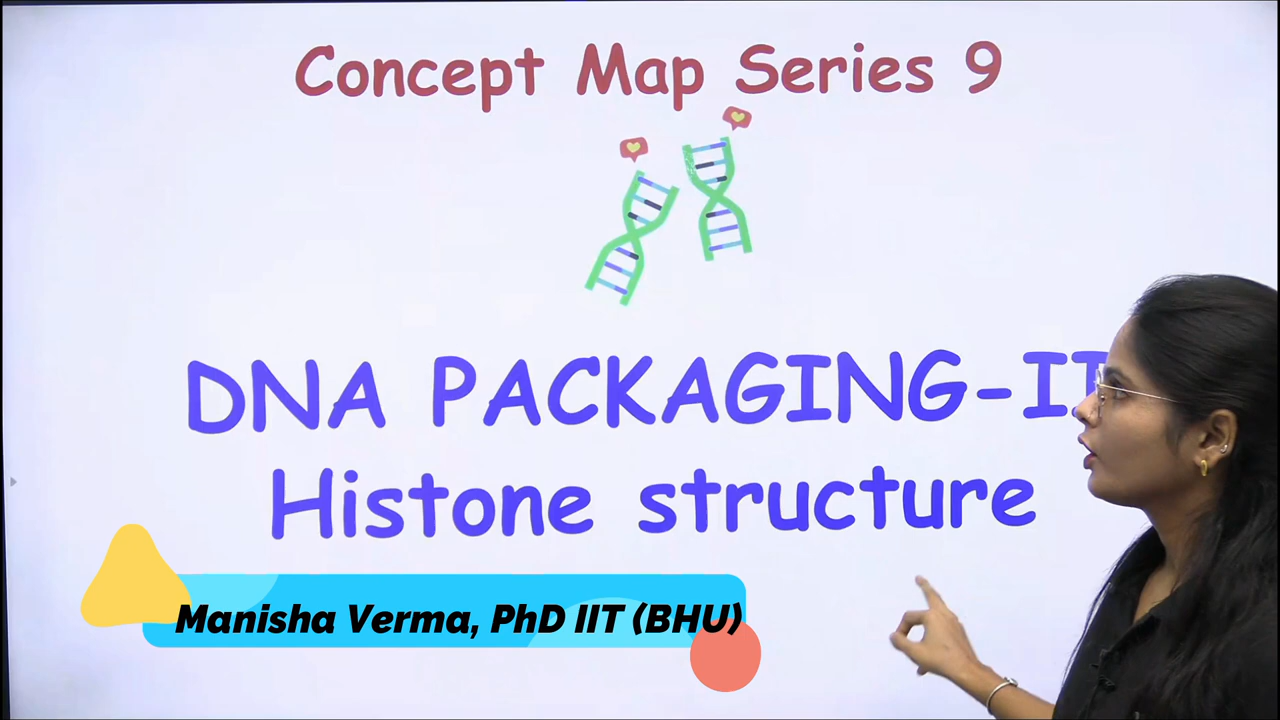 Concept Map Series 9
DNA PACKAGING-II
Histone structure
Manisha Verma, PhD IIT (BHU)